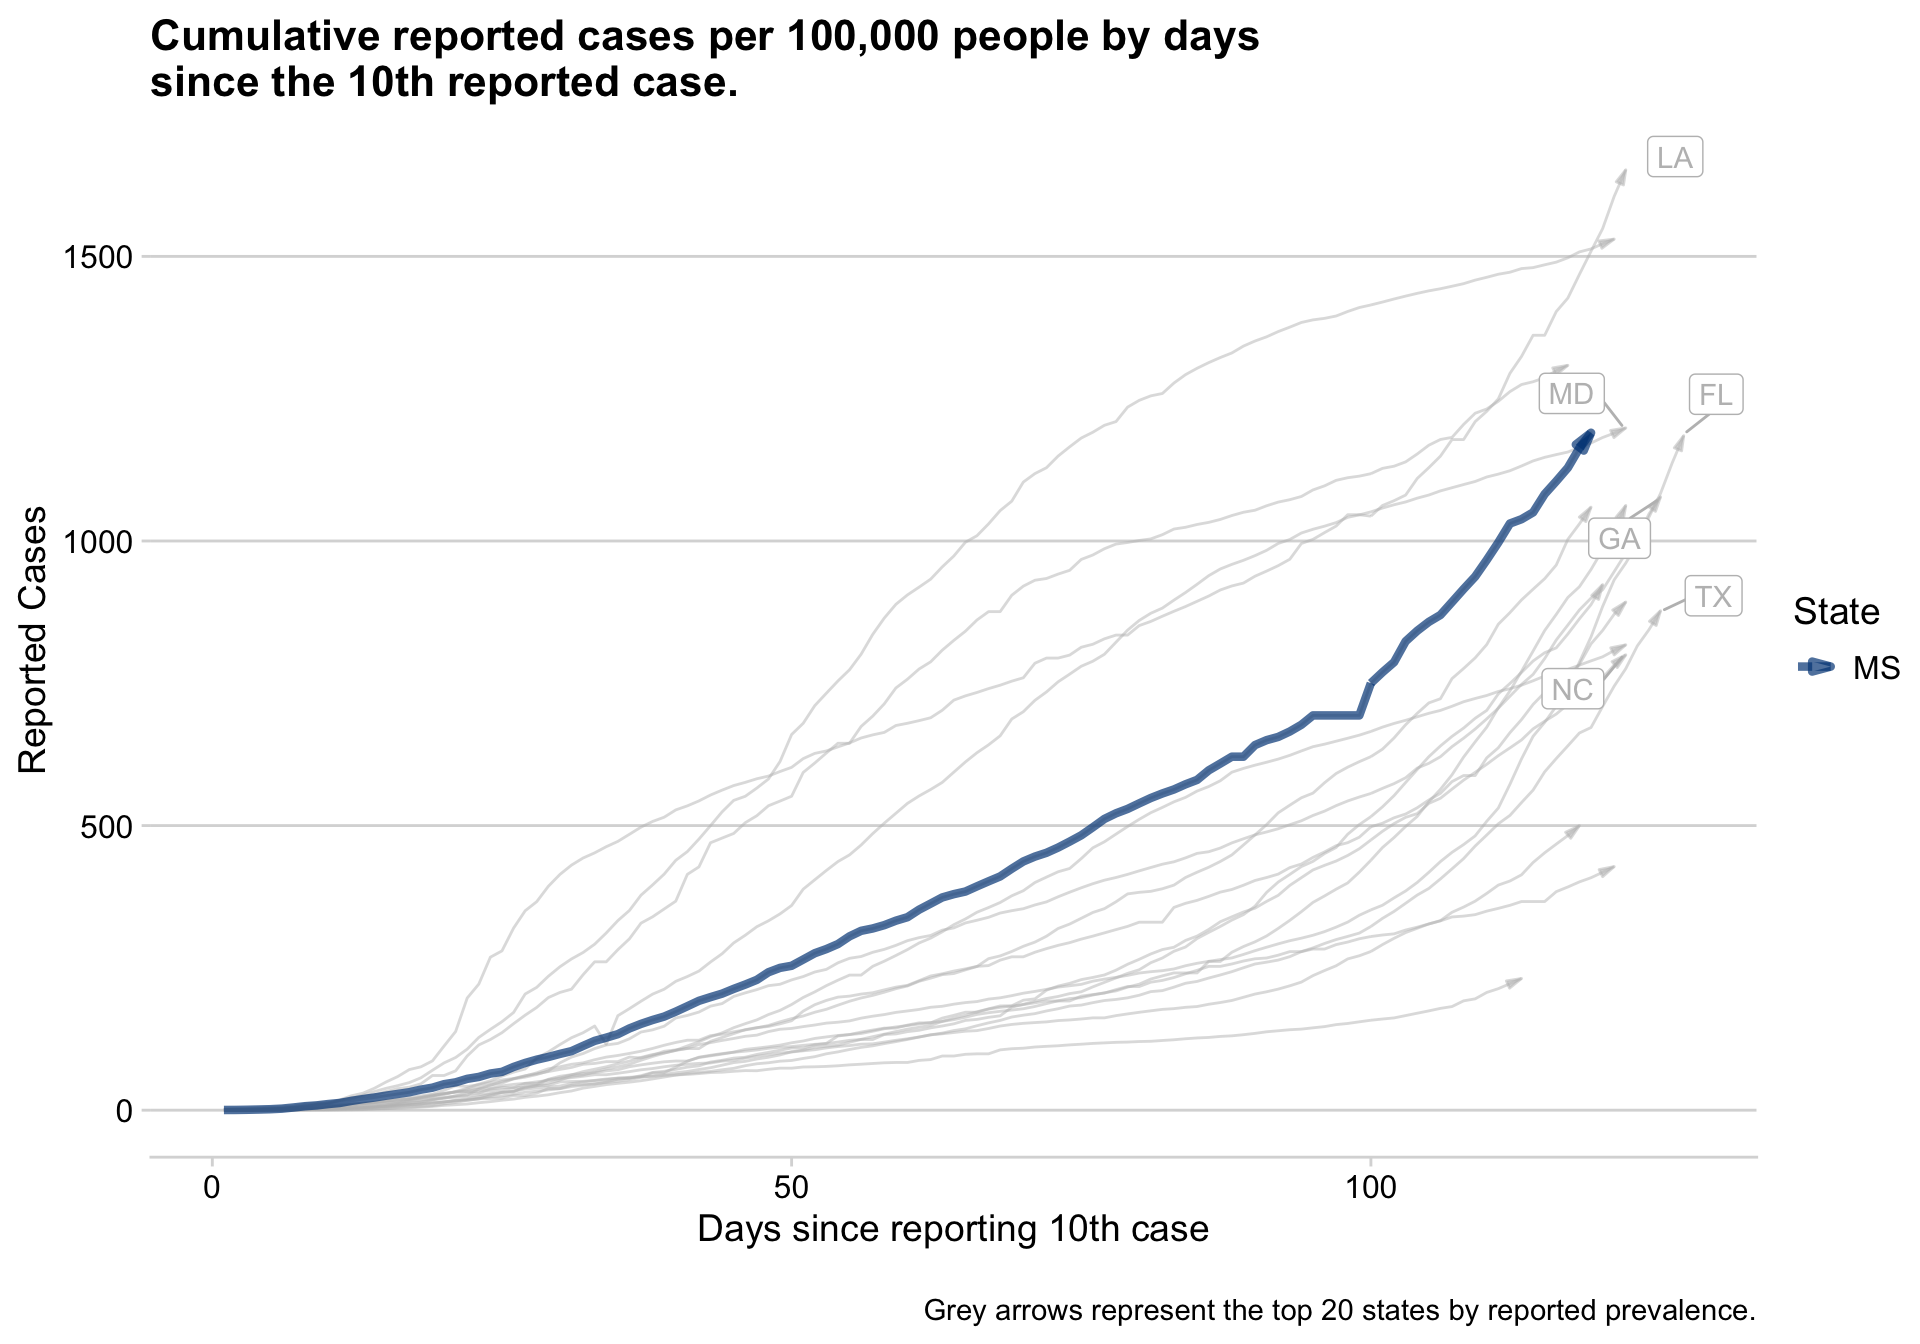 Cumulative reported cases per 100,000 people by days
since the 10th reported case.
LA
1500
MD
FL
GA
1000
TX
NC
500
0
Reported Cases
State
MS
0
50
100
Days since reporting 10th case
Grey arrows represent the top 20 states by reported prevalence.